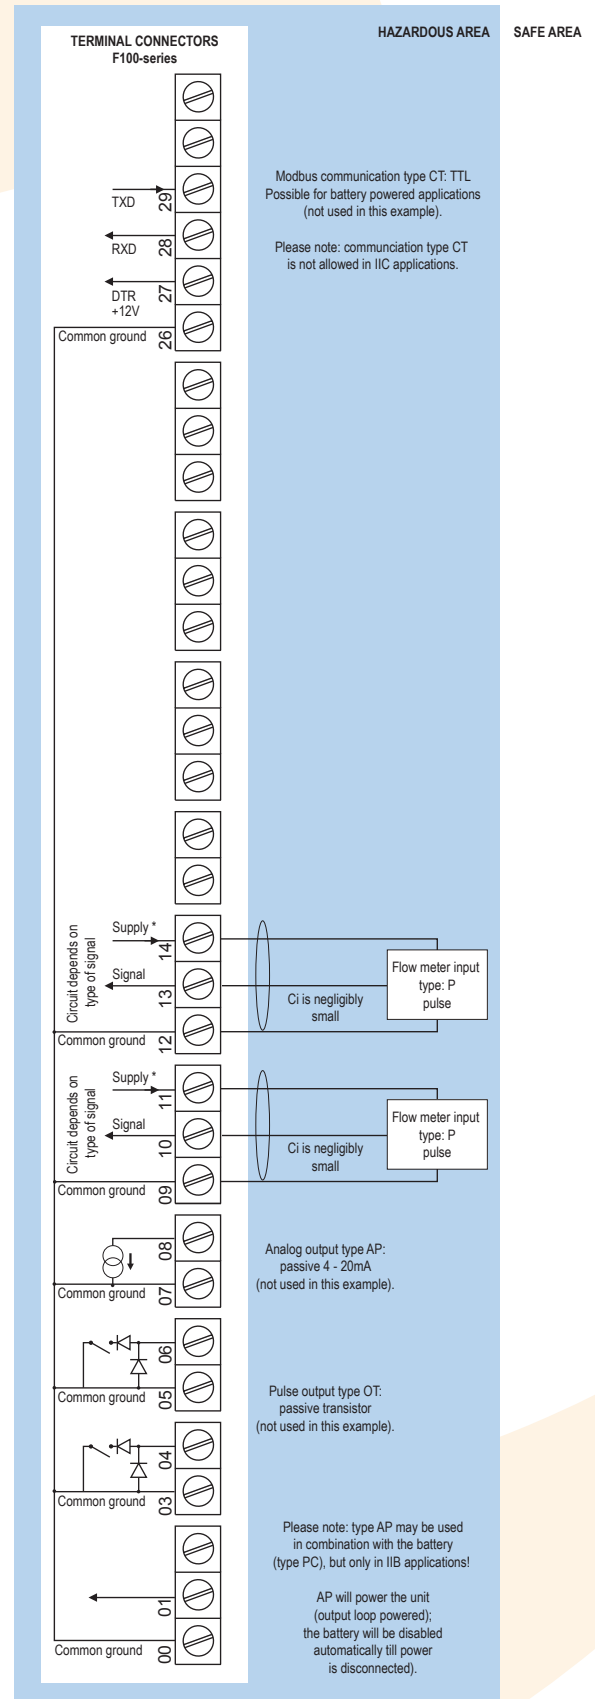 HAZARDOUS AREA
SAFE AREA
TERMINAL CONNECTORS
F100-series
Modbus communication type CT: TTL
Possible for battery powered applications
(not used in this example).
Please note: communciation type CT
is not allowed in IIC applications.
TXD
29
RXD
28
DTR
+12V
27
Common ground
26
Circuit depends on
type of signal
Supply *
14
Signal
13
Common ground
12
Ci is negligibly
small
Flow meter input
type: P
pulse
Circuit depends on
type of signal
Supply *
11
Signal
10
Common ground
09
Ci is negligibly
small
Flow meter input
type: P
pulse
08
Common ground
07
Analog output type AP:
passive 4 - 20mA
(not used in this example).
06
Common ground
05
Pulse output type OT:
passive transistor
(not used in this example).
04
Common ground
03
Please note: type AP may be used
in combination with the battery
(type PC), but only in IIB applications!
01
AP will power the unit
(output loop powered);
the battery will be disabled
automatically till power
is disconnected).
Common ground
00